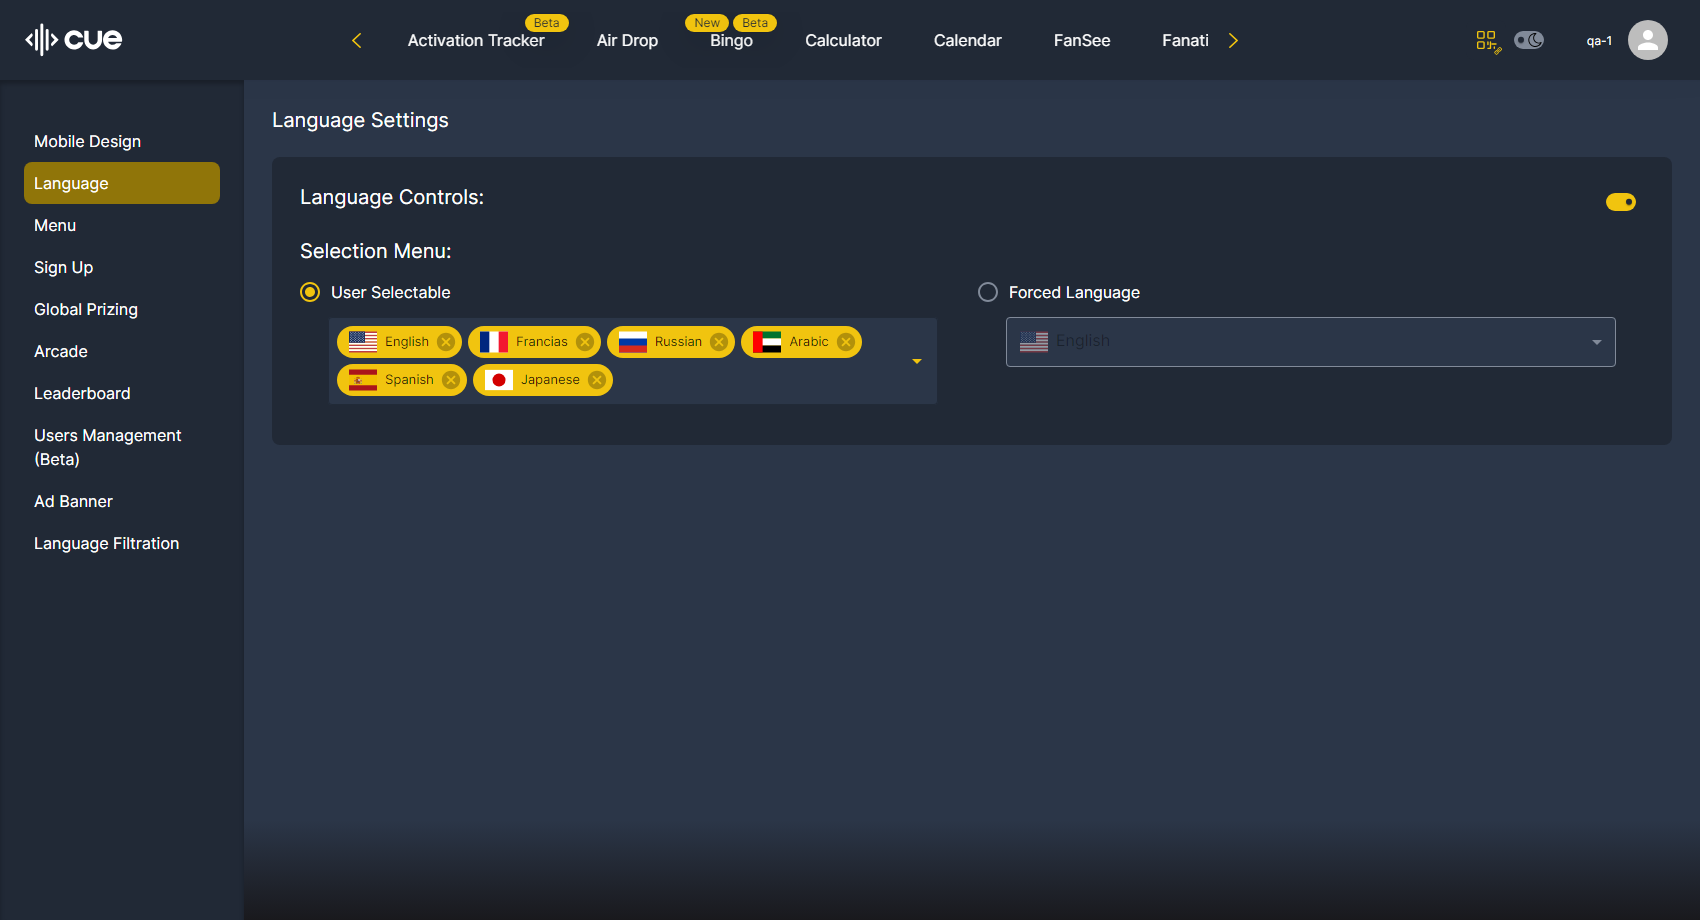 cue
Beta
New Beta
Activation Tracker Air Drop Bingo Calculator Calendar FanSee Fanati
qa-1
Mobile Design
Language
Menu
Sign Up
Global Prizing
Arcade
Leaderboard
Users Management
(Beta)
Ad Banner
Language Filtration
Language Settings
Language Controls:
Selection Menu:
User Selectable
English Francias Russian Arabic
Spanish Japanese
Forced Language
English